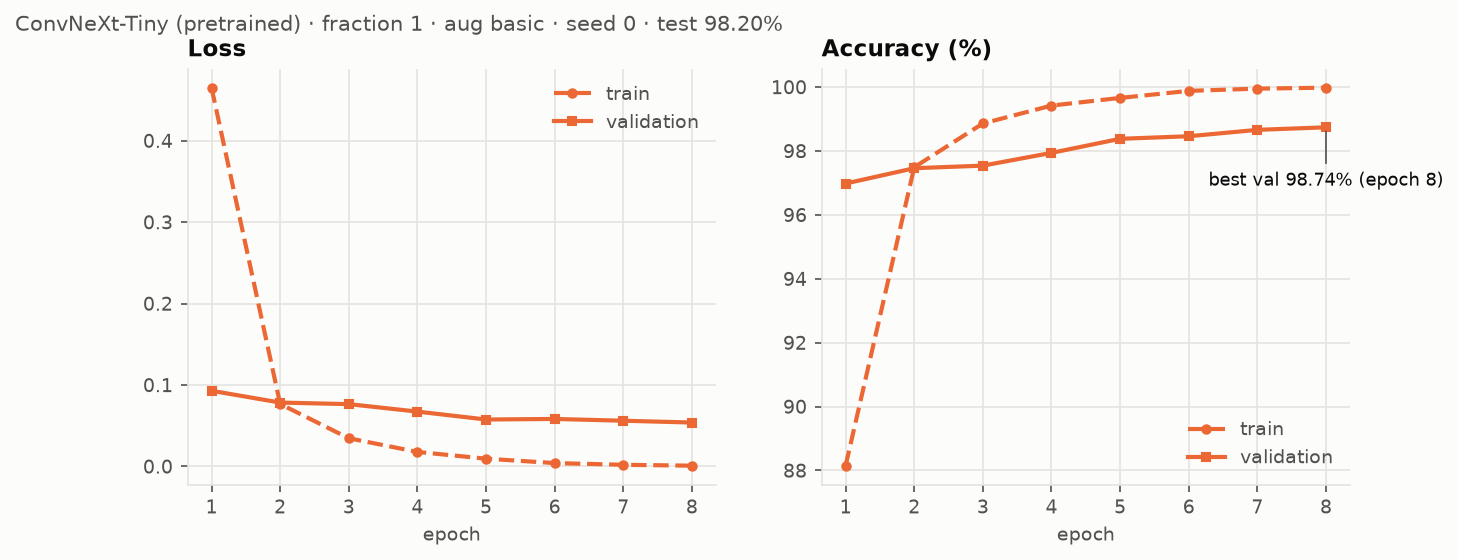 ConvNeXt-Tiny (pretrained) · fraction 1 · aug basic · seed 0 · test 98.20%
Loss
train
validation
0.4
0.3
0.2
0.1
0.0
1 2 3 4 5 6 7 8
epoch
Accuracy (%)
100
98
96
94
92
90
88
best val 98.74% (epoch 8)
train
validation
1 2 3 4 5 6 7 8
epoch